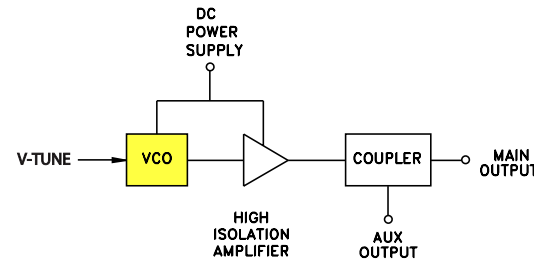 DC
POWER
SUPPLY
V-TUNE
VCO
COUPLER
MAIN
OUTPUT
HIGH
ISOLATION
AMPLIFIER
AUX
OUTPUT